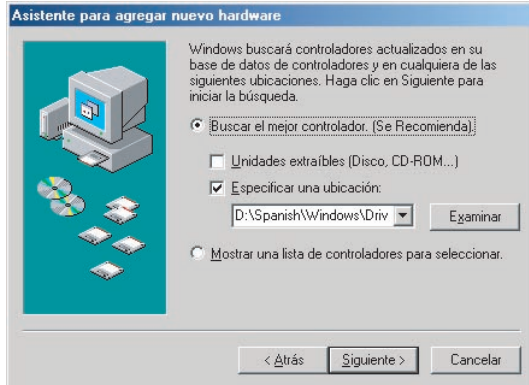 Asistente para agregar nuevo hardware
Windows buscará controladores actualizados en su
base de datos de controladores y en cualquiera de las
siguientes ubicaciones. Haga clic en Siguiente para
iniciar la búsqueda.
Buscar el mejor controlador. (Se Recomienda).
Unidades extraíbles (Disco, CD-ROM...)
Especificar una ubicación:
D:\Spanish\Windows\Driv
Examinar
Mostrar una lista de controladores para seleccionar.
< Atrás
Siguiente >
Cancelar